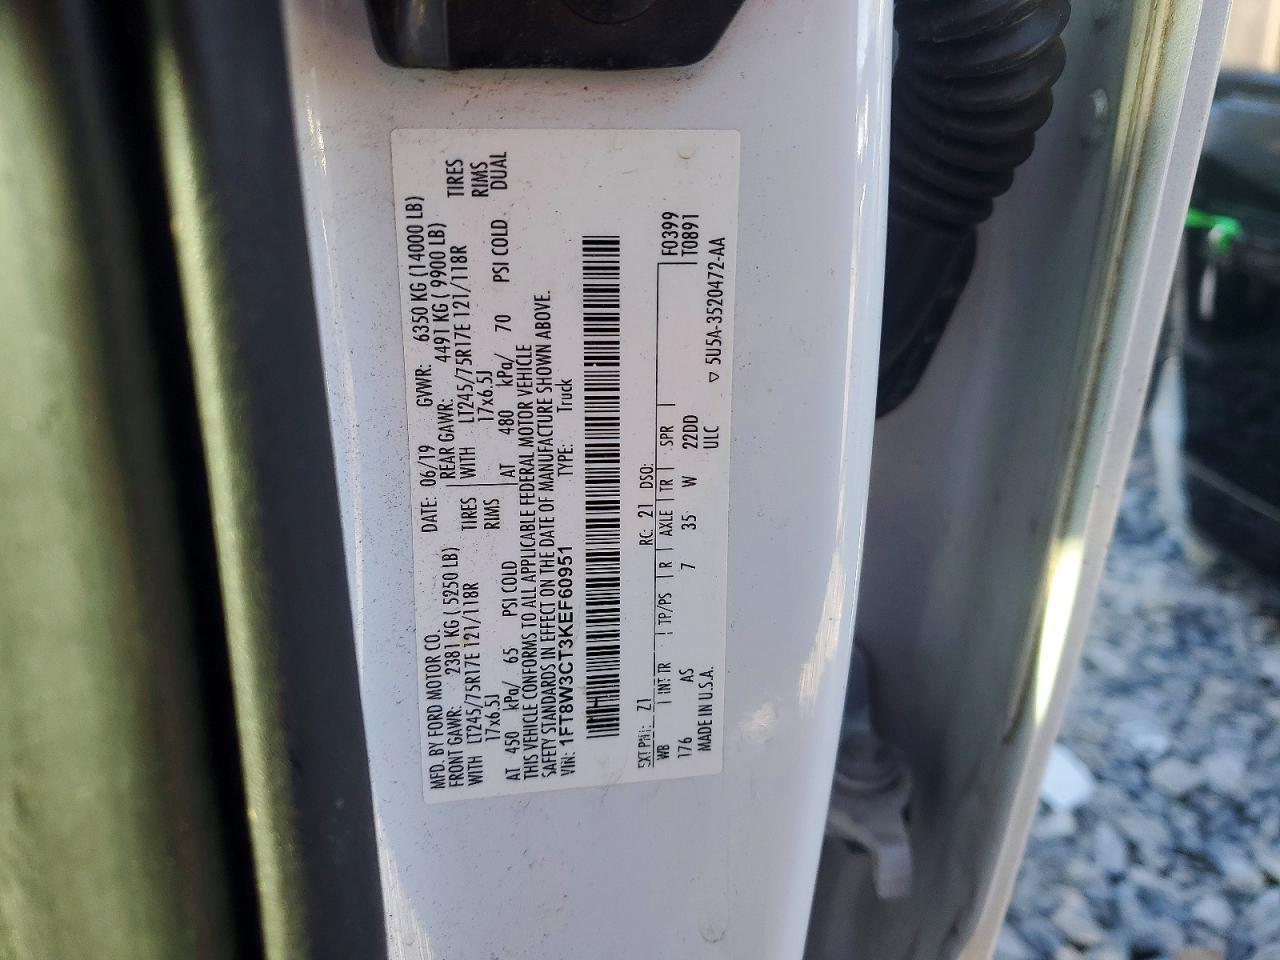 MFD. BY FORD MOTOR CO. DATE: 06/19 GVWR: 6350 KG (14000 LB)
FRONT GAWR: 2381 KG ( 5250 LB) REAR GAWR: 4491 KG ( 9900 LB)
WITH LT245/75R17E 121/118R TIRES WITH LT245/75R17E 121/118R TIRES
17x6.5J RIMS 17x6.5J RIMS
AT 450 kPa/ 65 PSI COLD AT 480 kPa/ 70 PSI COLD DUAL
THIS VEHICLE CONFORMS TO ALL APPLICABLE FEDERAL MOTOR VEHICLE
SAFETY STANDARDS IN EFFECT ON THE DATE OF MANUFACTURE SHOWN ABOVE.
VIN: 1FT8W3CT3KEF60951 TYPE: Truck
EXT PNT: Z1 RC: 21 DSO: F0399
WB INT TR TP/PS R AXLE TR SPR T0891
176 AS 7 35 W 22DD
MADE IN U.S.A. ULC ▽ 5U5A-3520472-AA